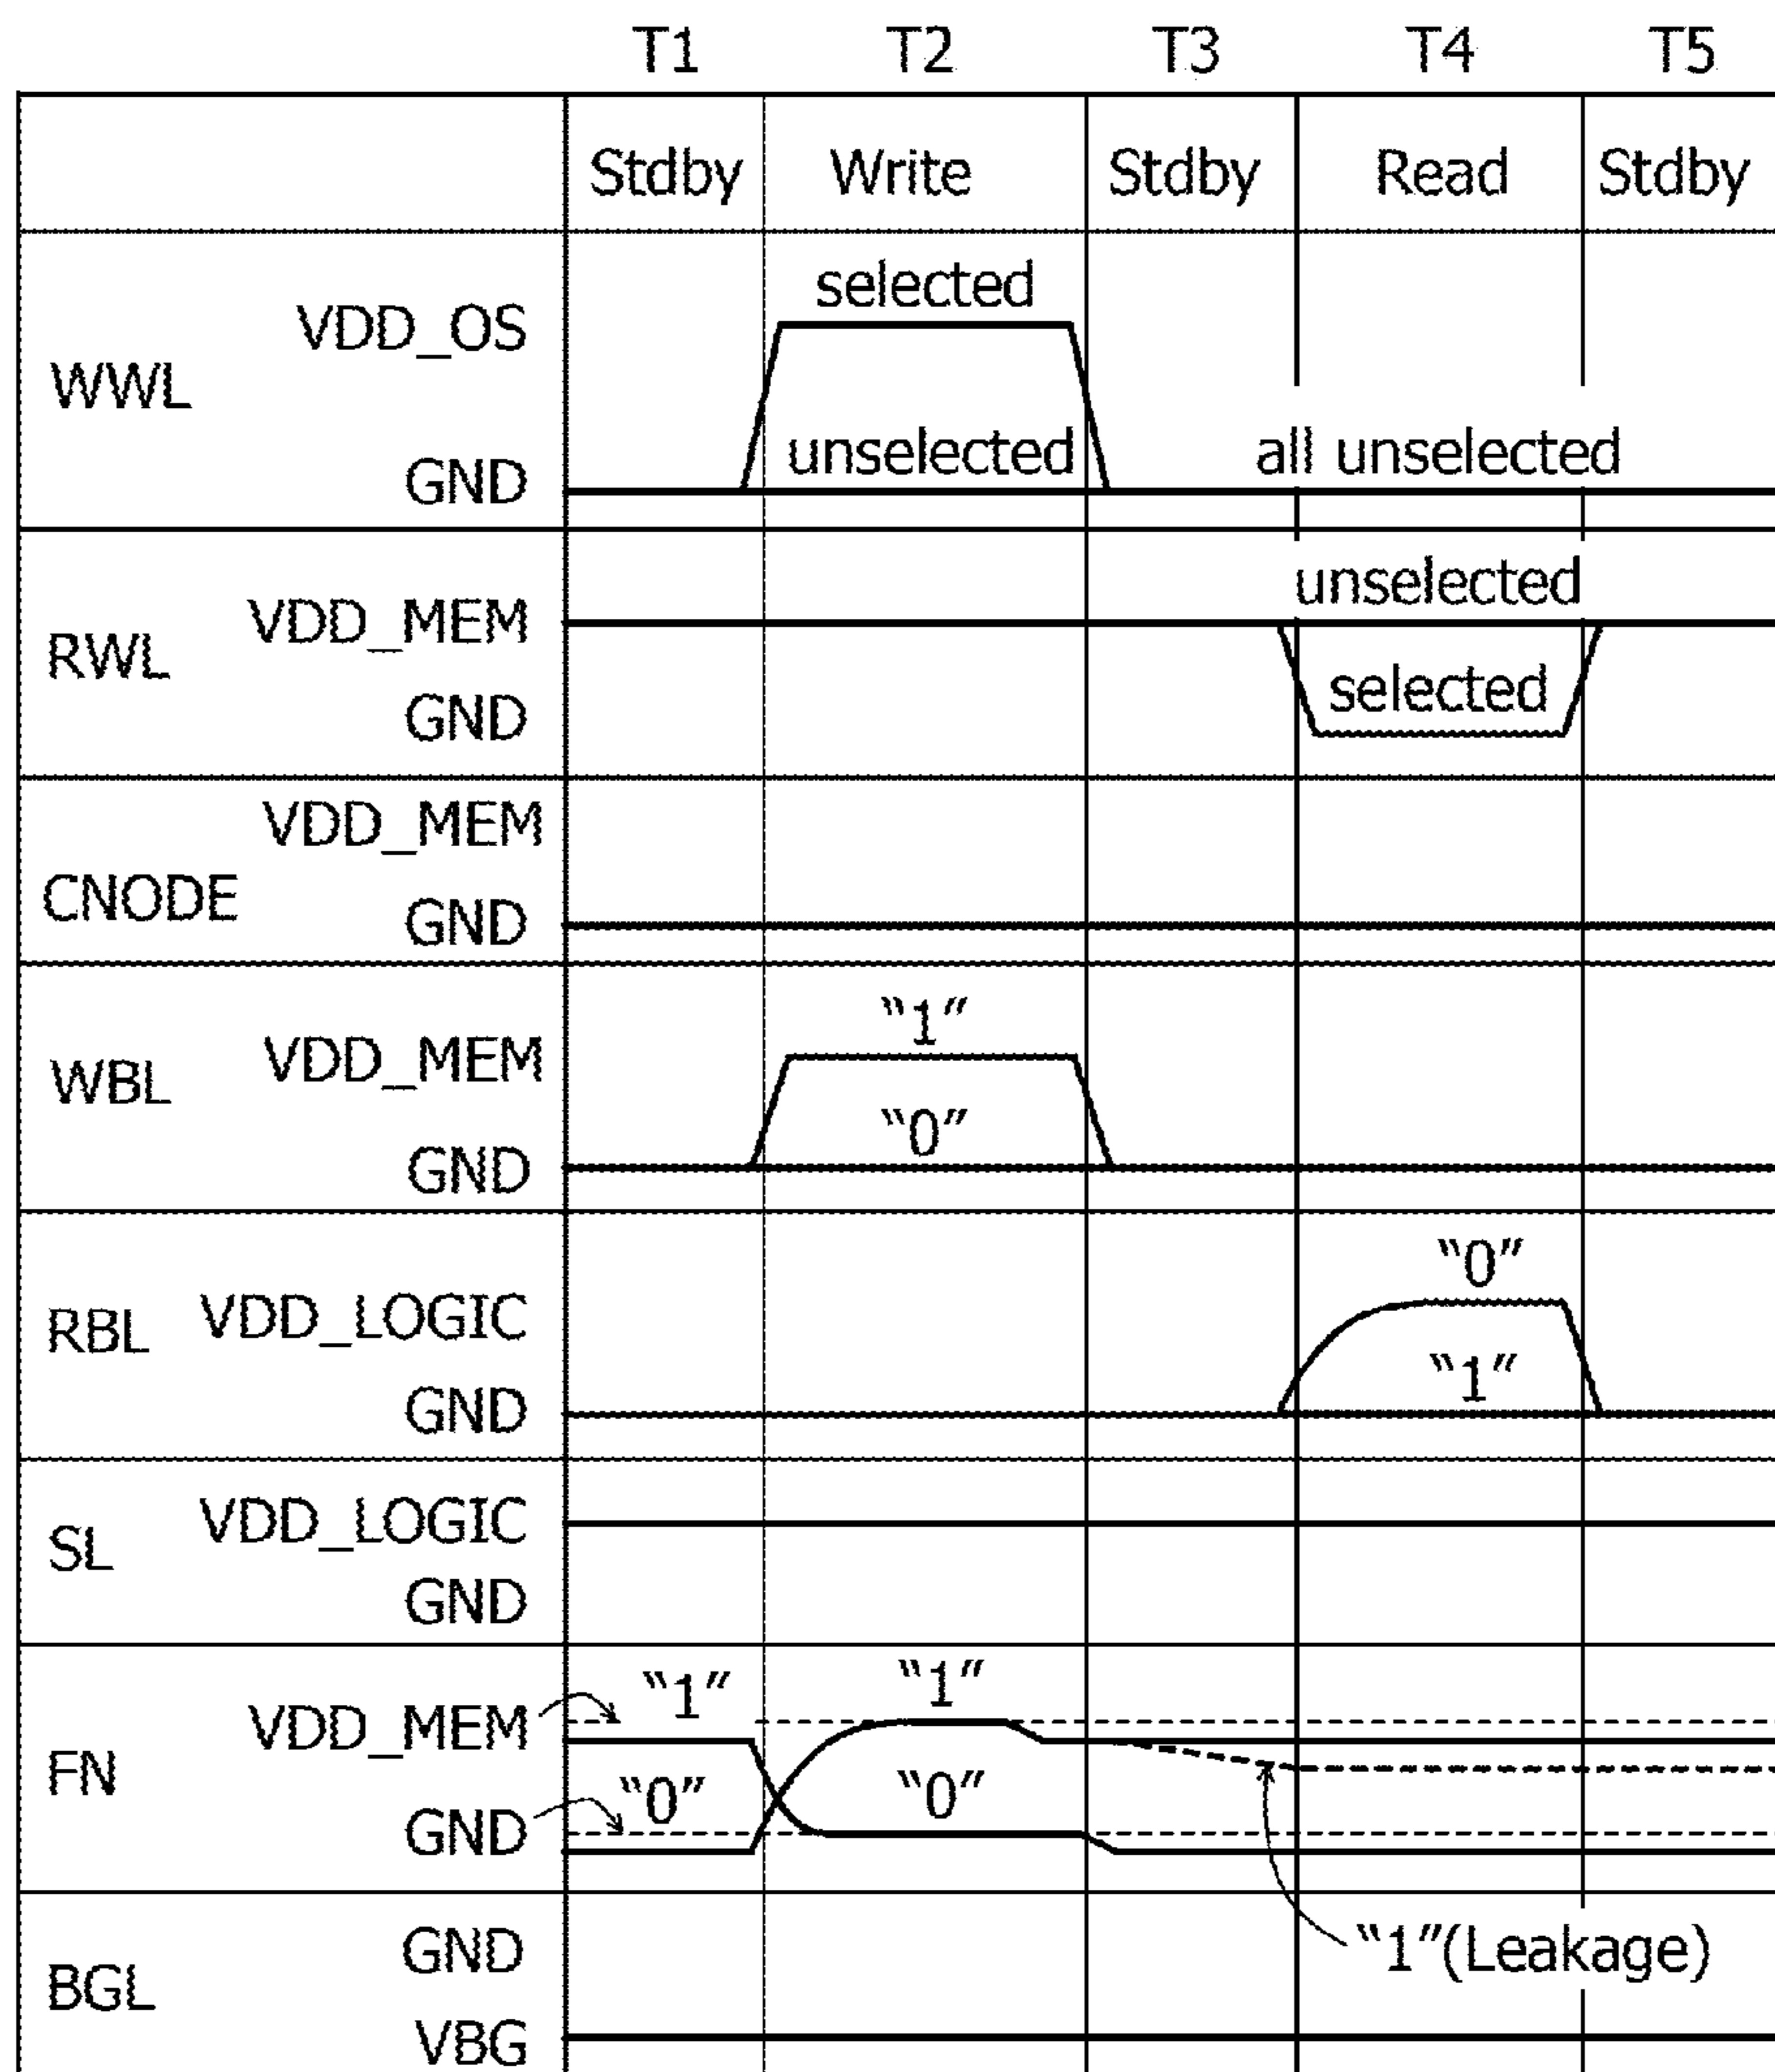 T1 T2 T3 T4 T5
Stdby Write Stdby Read Stdby
selected
VDD_OS
WWL
unselected all unselected
GND
unselected
VDD_MEM
RWL
selected
GND
VDD_MEM
CNODE
GND
“1”
VDD_MEM
WBL
“0”
GND
“0”
VDD_LOGIC
RBL
“1”
GND
VDD_LOGIC
SL
GND
“1” “1”
VDD_MEM
FN
“0” “0”
GND
GND
“1”(Leakage)
BGL
VBG